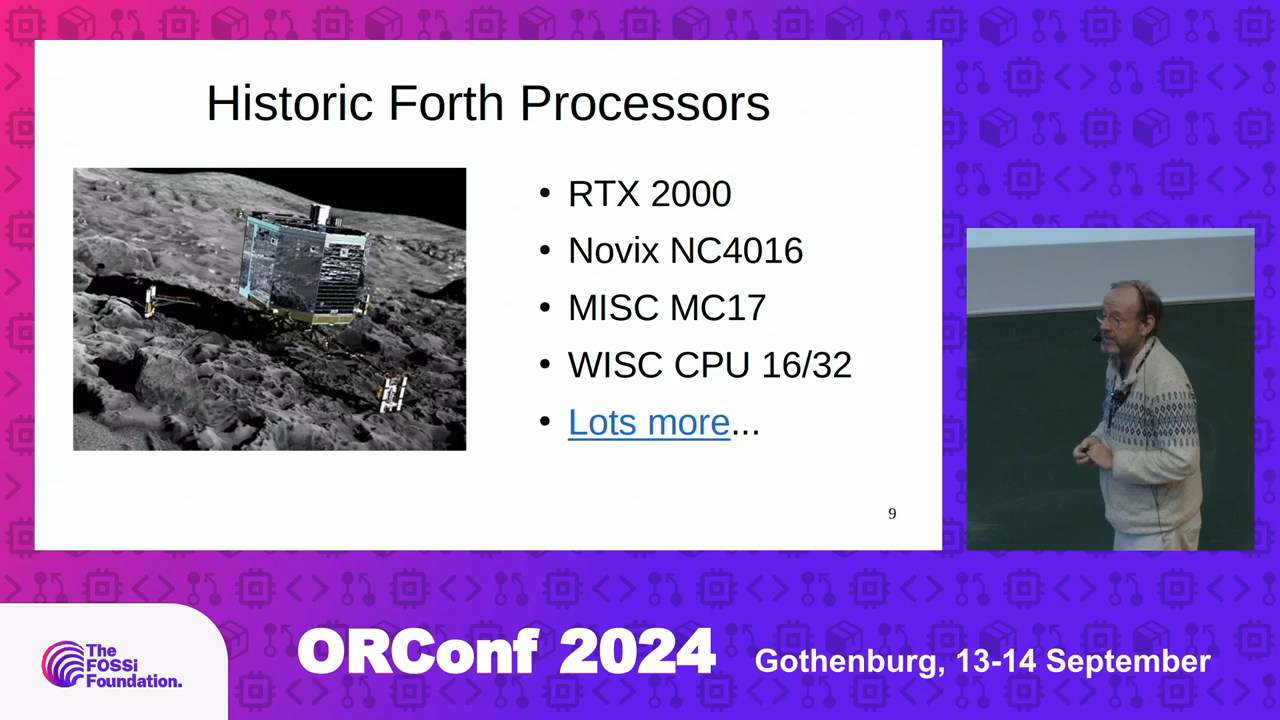 Historic Forth Processors
• RTX 2000
• Novix NC4016
• MISC MC17
• WISC CPU 16/32
• Lots more...
9
The
FOSSi
Foundation.
ORConf 2024
Gothenburg, 13-14 September